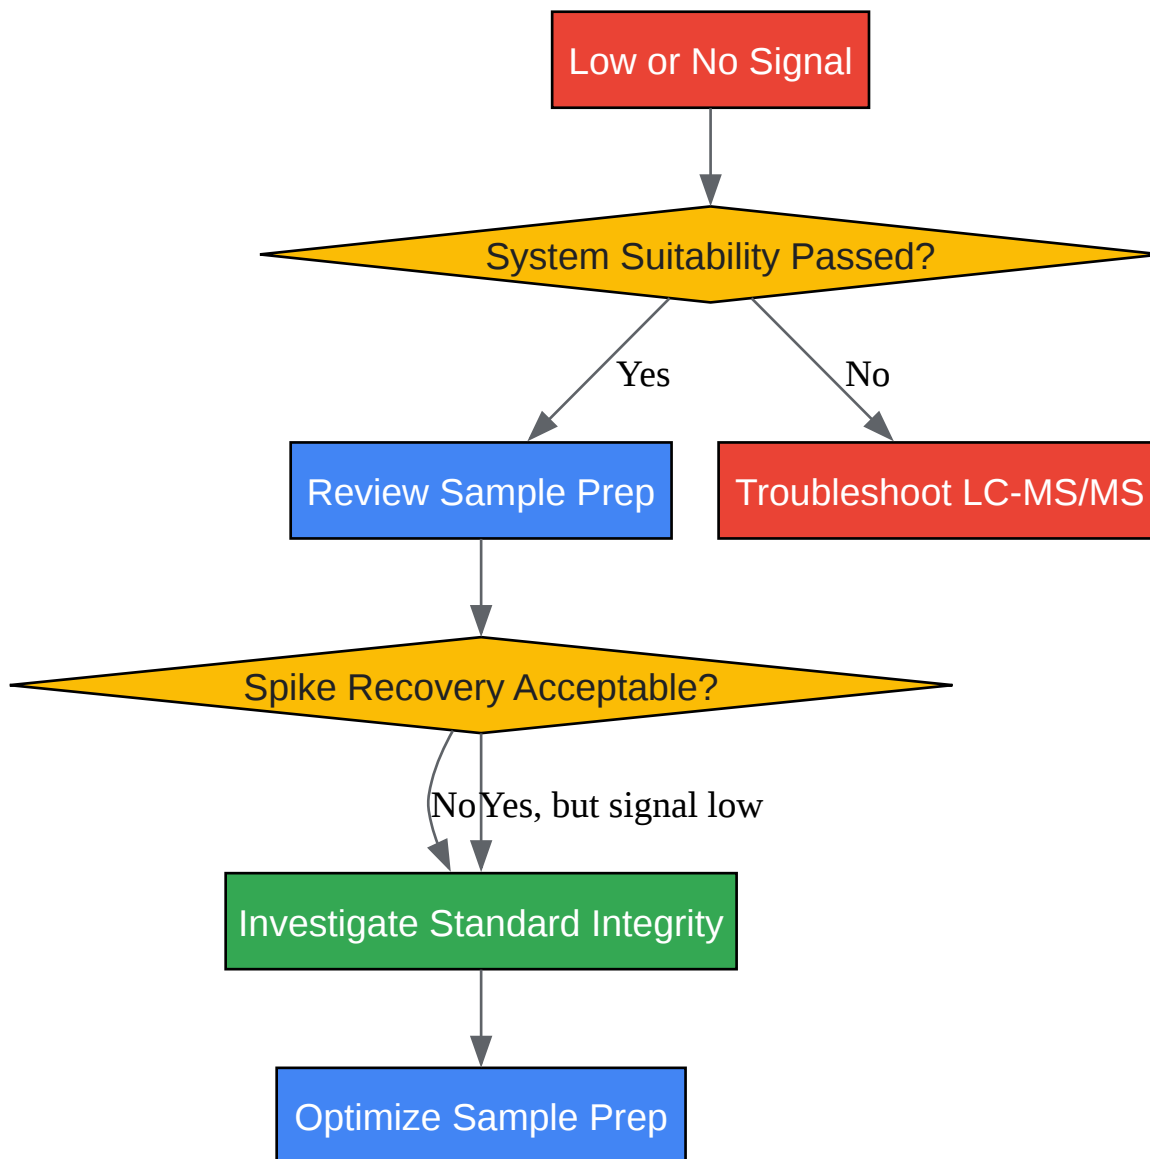 Low or No Signal
System Suitability Passed?
Yes
No
Review Sample Prep
Troubleshoot LC-MS/MS
Spike Recovery Acceptable?
No
Yes, but signal low
Investigate Standard Integrity
Optimize Sample Prep